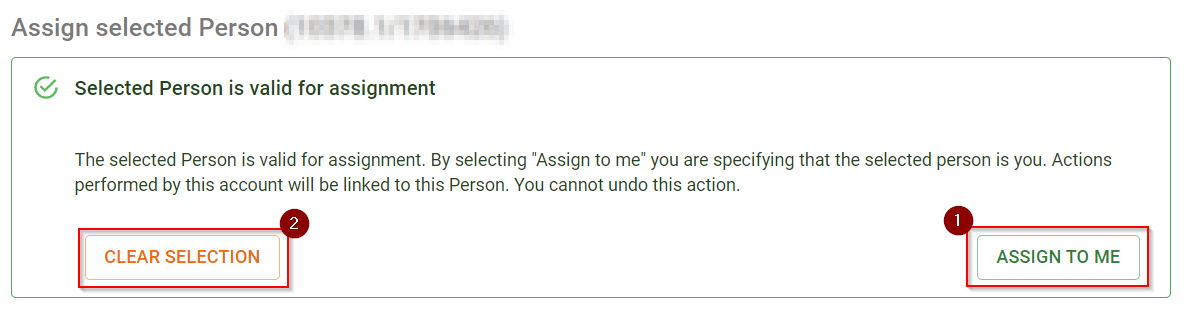 Assign selected Person
Selected Person is valid for assignment
The selected Person is valid for assignment. By selecting "Assign to me" you are specifying that the selected person is you. Actions
performed by this account will be linked to this Person. You cannot undo this action.
2
1
CLEAR SELECTION
ASSIGN TO ME